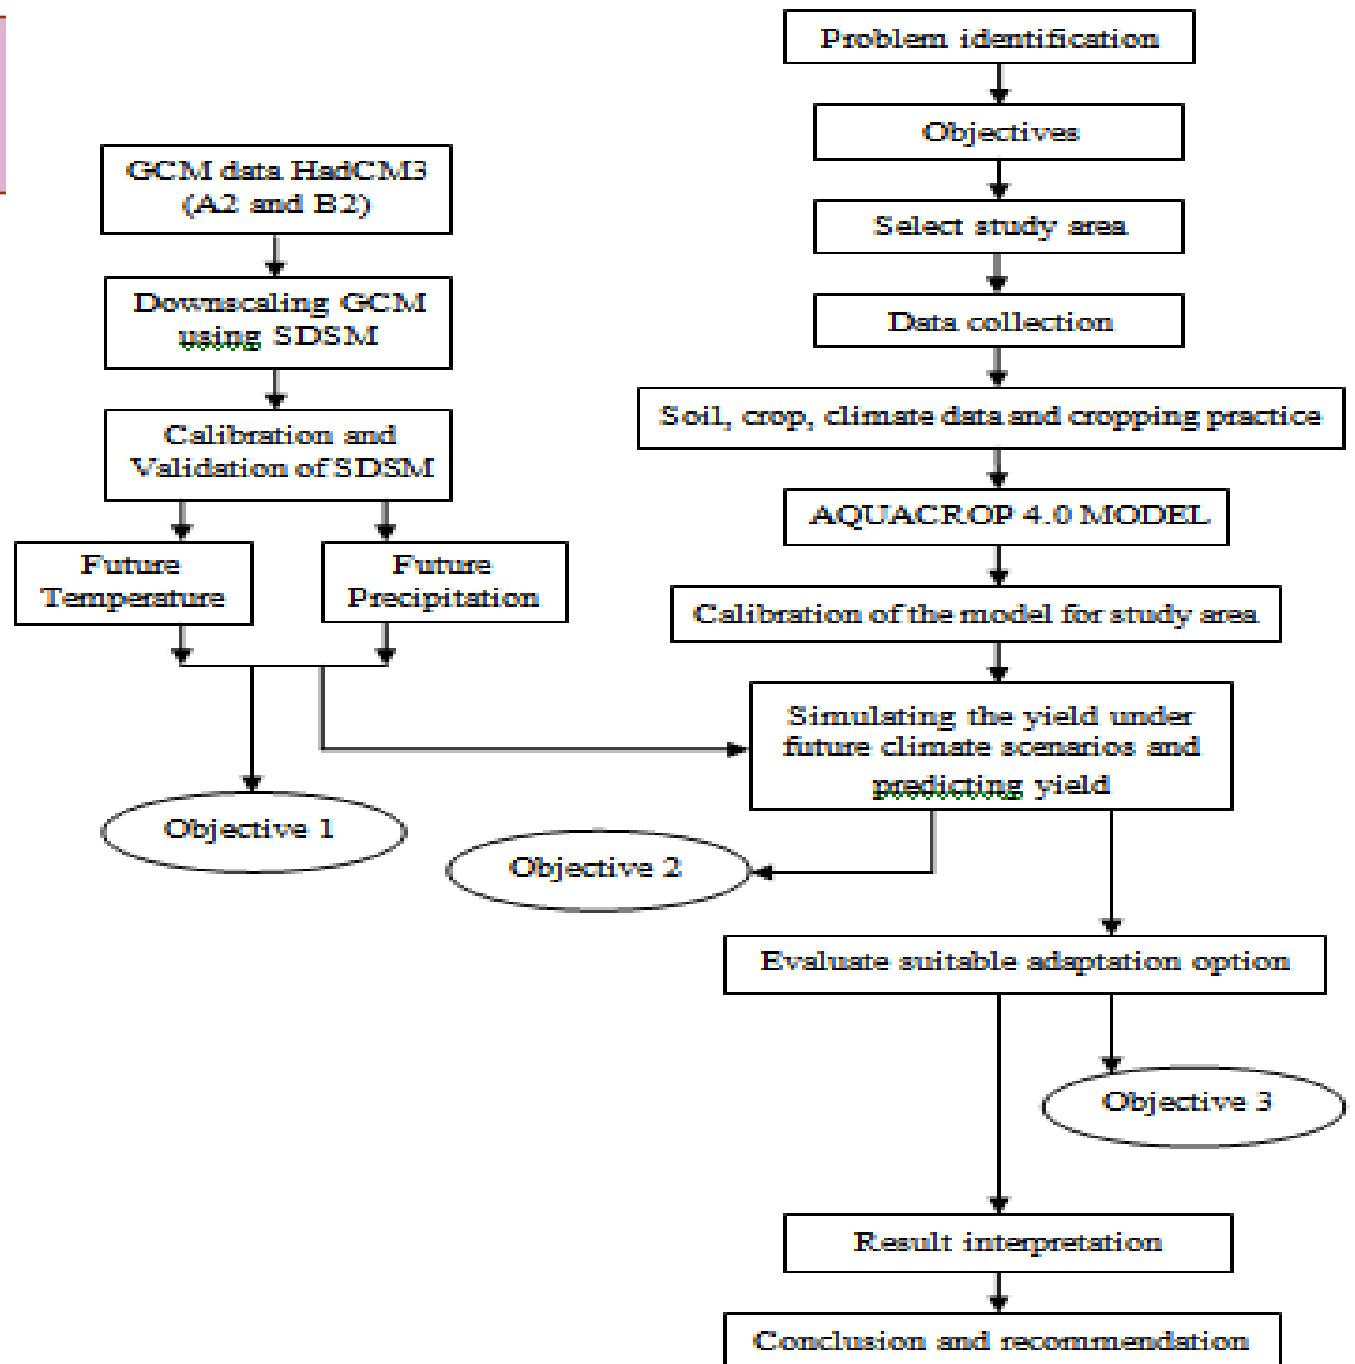 Problem identification
Objectives
Select study area
Data collection
Soil, crop, climate data and cropping practice
AQUACROP 4.0 MODEL
Calibration of the model for study area
GCM data HadCM3
(A2 and B2)
Downscaling GCM
using SDSM
Calibration and
Validation of SDSM
Future
Temperature
Future
Precipitation
Simulating the yield under
future climate scenarios and
predicting yield
Objective 1
Objective 2
Evaluate suitable adaptation option
Objective 3
Result interpretation
Conclusion and recommendation